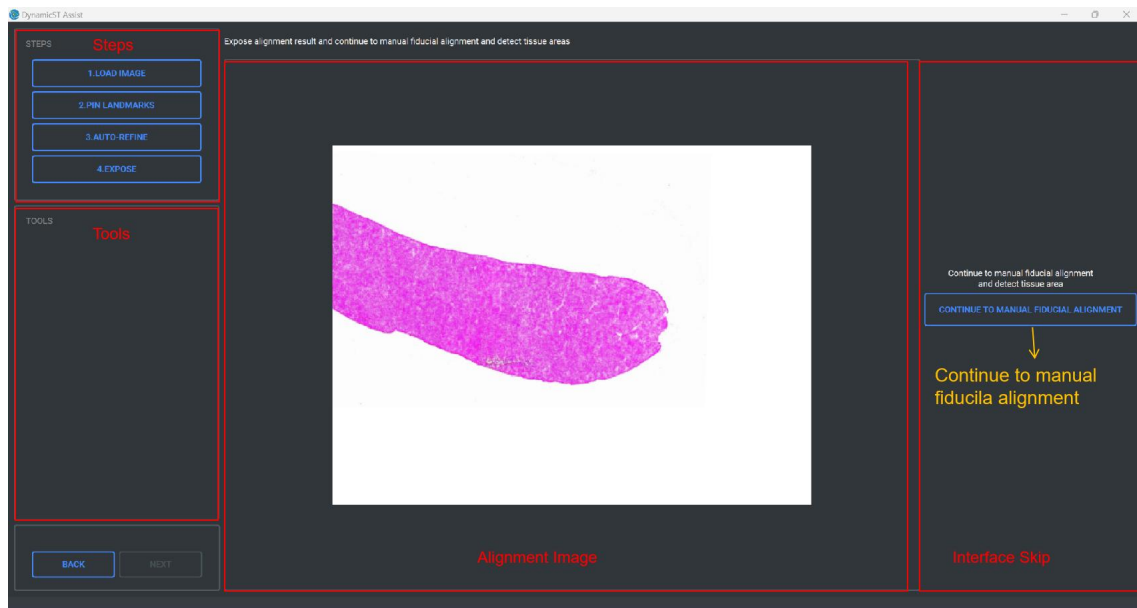 DynamicST Assist
STEPS
Steps
1.LOAD IMAGE
2.PIN LANDMARKS
3.AUTO-REFINE
4.EXPOSE
TOOLS
Tools
BACK
NEXT
Expose alignment result and continue to manual fiducial alignment and detect tissue areas
Alignment Image
Continue to manual fiducial alignment
and detect tissue area
CONTINUE TO MANUAL FIDUCIAL ALIGNMENT
Continue to manual
fiducila alignment
Interface Skip